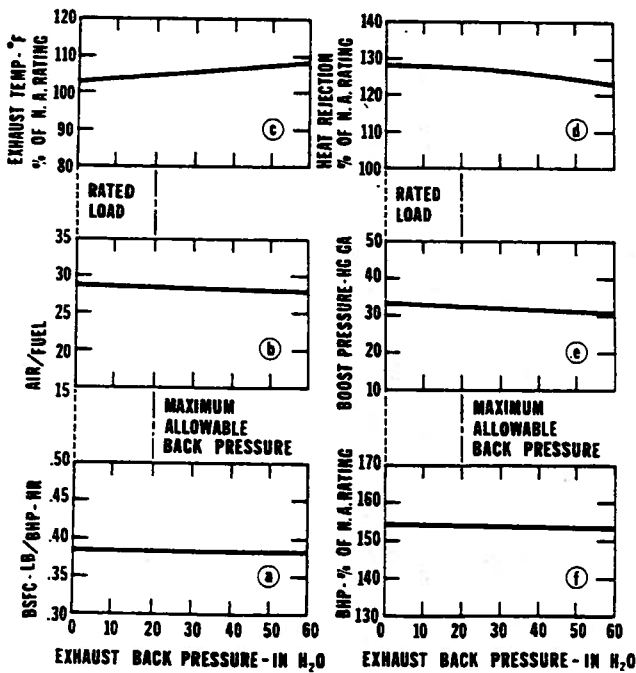 EXHAUST TEMP-°F
% OF N.A. RATING
120
110
100
90
80
c
HEAT REJECTION
% OF N.A. RATING
140
130
120
110
100
d
RATED
LOAD
RATED
LOAD
AIR/FUEL
35
30
25
20
15
b
BOOST PRESSURE-HG GA
50
40
30
20
10
e
MAXIMUM
ALLOWABLE
BACK PRESSURE
MAXIMUM
ALLOWABLE
BACK PRESSURE
BSFC-LB/BHP-HR
.50
.45
.40
.35
.30
a
0 10 20 30 40 50 60
EXHAUST BACK PRESSURE-IN H₂O
BHP-% OF N.A. RATING
170
160
150
140
130
f
0 10 20 30 40 50 60
EXHAUST BACK PRESSURE-IN H₂O